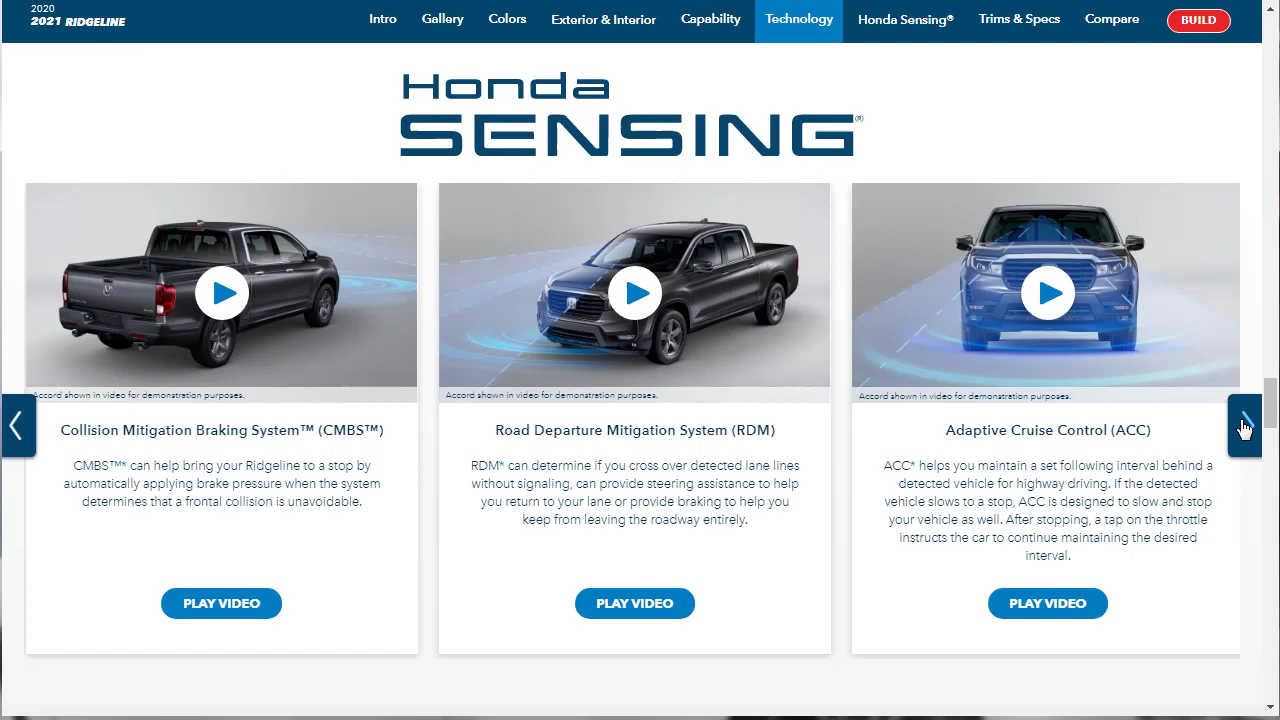 2020
2021 RIDGELINE
Intro
Gallery
Colors
Exterior & Interior
Capability
Technology
Honda Sensing®
Trims & Specs
Compare
BUILD
Honda
SENSING®
Accord shown in video for demonstration purposes.
Collision Mitigation Braking System™ (CMBS™)
CMBS™* can help bring your Ridgeline to a stop by
automatically applying brake pressure when the system
determines that a frontal collision is unavoidable.
PLAY VIDEO
Accord shown in video for demonstration purposes.
Road Departure Mitigation System (RDM)
RDM* can determine if you cross over detected lane lines
without signaling, can provide steering assistance to help
you return to your lane or provide braking to help you
keep from leaving the roadway entirely.
PLAY VIDEO
Accord shown in video for demonstration purposes.
Adaptive Cruise Control (ACC)
ACC* helps you maintain a set following interval behind a
detected vehicle for highway driving. If the detected
vehicle slows to a stop, ACC is designed to slow and stop
your vehicle as well. After stopping, a tap on the throttle
instructs the car to continue maintaining the desired
interval.
PLAY VIDEO